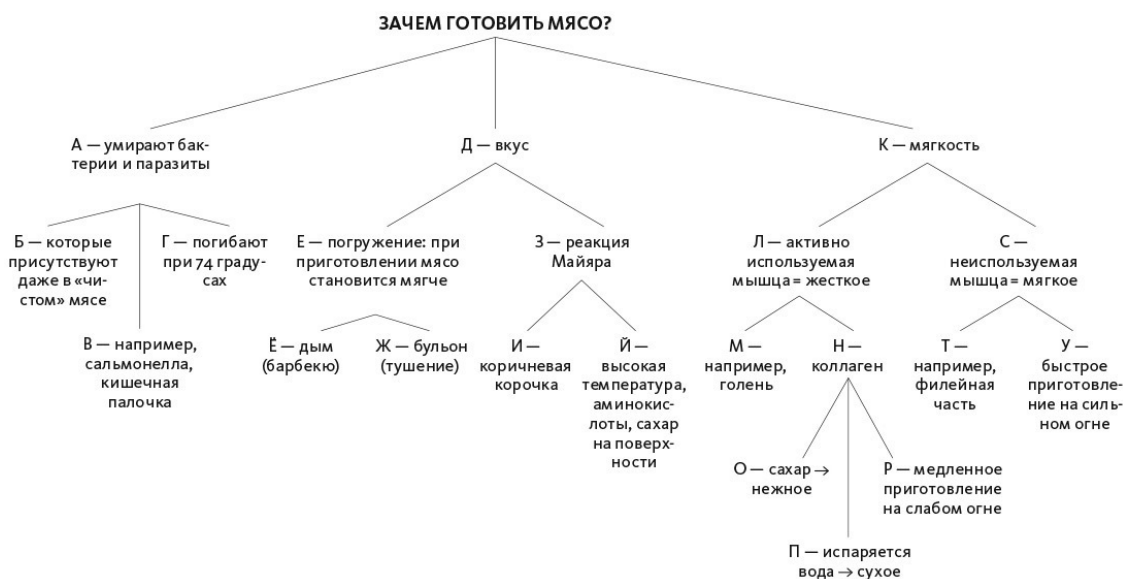 ЗАЧЕМ ГОТОВИТЬ МЯСО?
А — умирают бак-
терии и паразиты
Д — вкус
К — мягкость
Б — которые
присутствуют
даже в «чи-
стом» мясе
Г — погибают
при 74 граду-
сах
Е — погружение: при
приготовлении мясо
становится мягче
З — реакция
Майяра
Л — активно
используемая
мышца = жесткое
С —
неиспользуемая
мышца = мягкое
В — например,
сальмонелла,
кишечная
палочка
Ё — дым
(барбекю)
Ж — бульон
(тушение)
И —
коричневая
корочка
Й —
высокая
температура,
аминокис-
лоты, сахар
на поверх-
ности
М —
например,
голень
Н —
коллаген
Т —
например,
филейная
часть
У —
быстрое
приготовле-
ние на силь-
ном огне
О — сахар →
нежное
Р — медленное
приготовление
на слабом огне
П — испаряется
вода → сухое